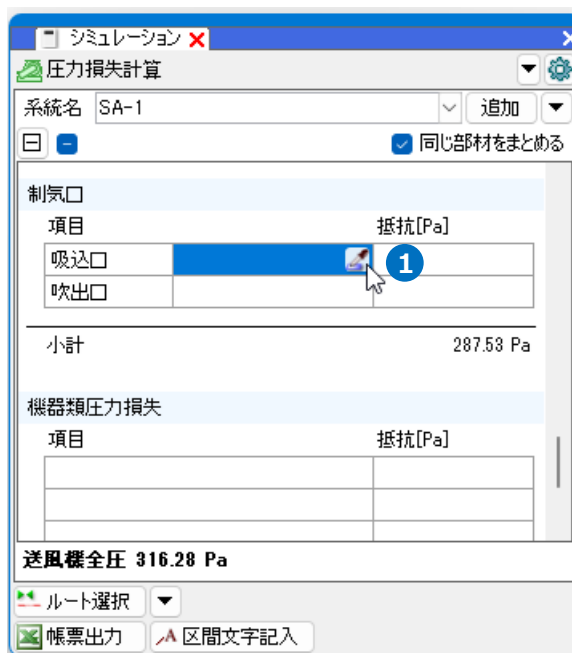 シミュレーション
圧力損失計算
系統名 SA-1 追加
同じ部材をまとめる
制気口
項目 抵抗[Pa]
吸込口 1
吹出口
小計 287.53 Pa
機器類圧力損失
項目 抵抗[Pa]
送風機全圧 316.28 Pa
ルート選択
帳票出力 区間文字記入